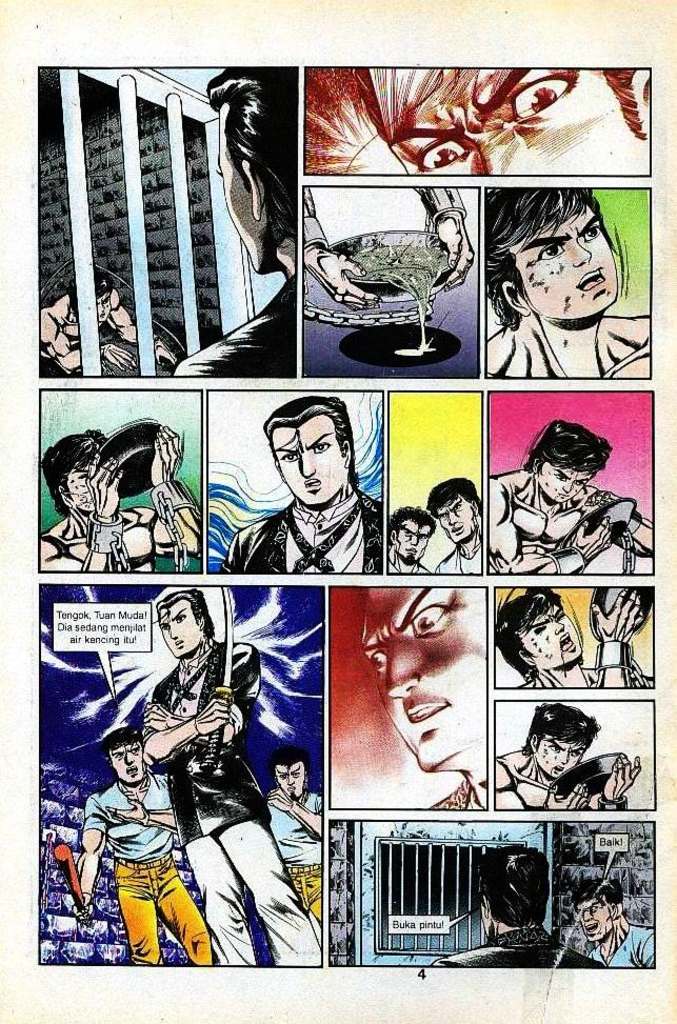 Tengok, Tuan Muda!
Dia sedang menjilat
air kencing itu!
Buka pintu!
Baik!
4